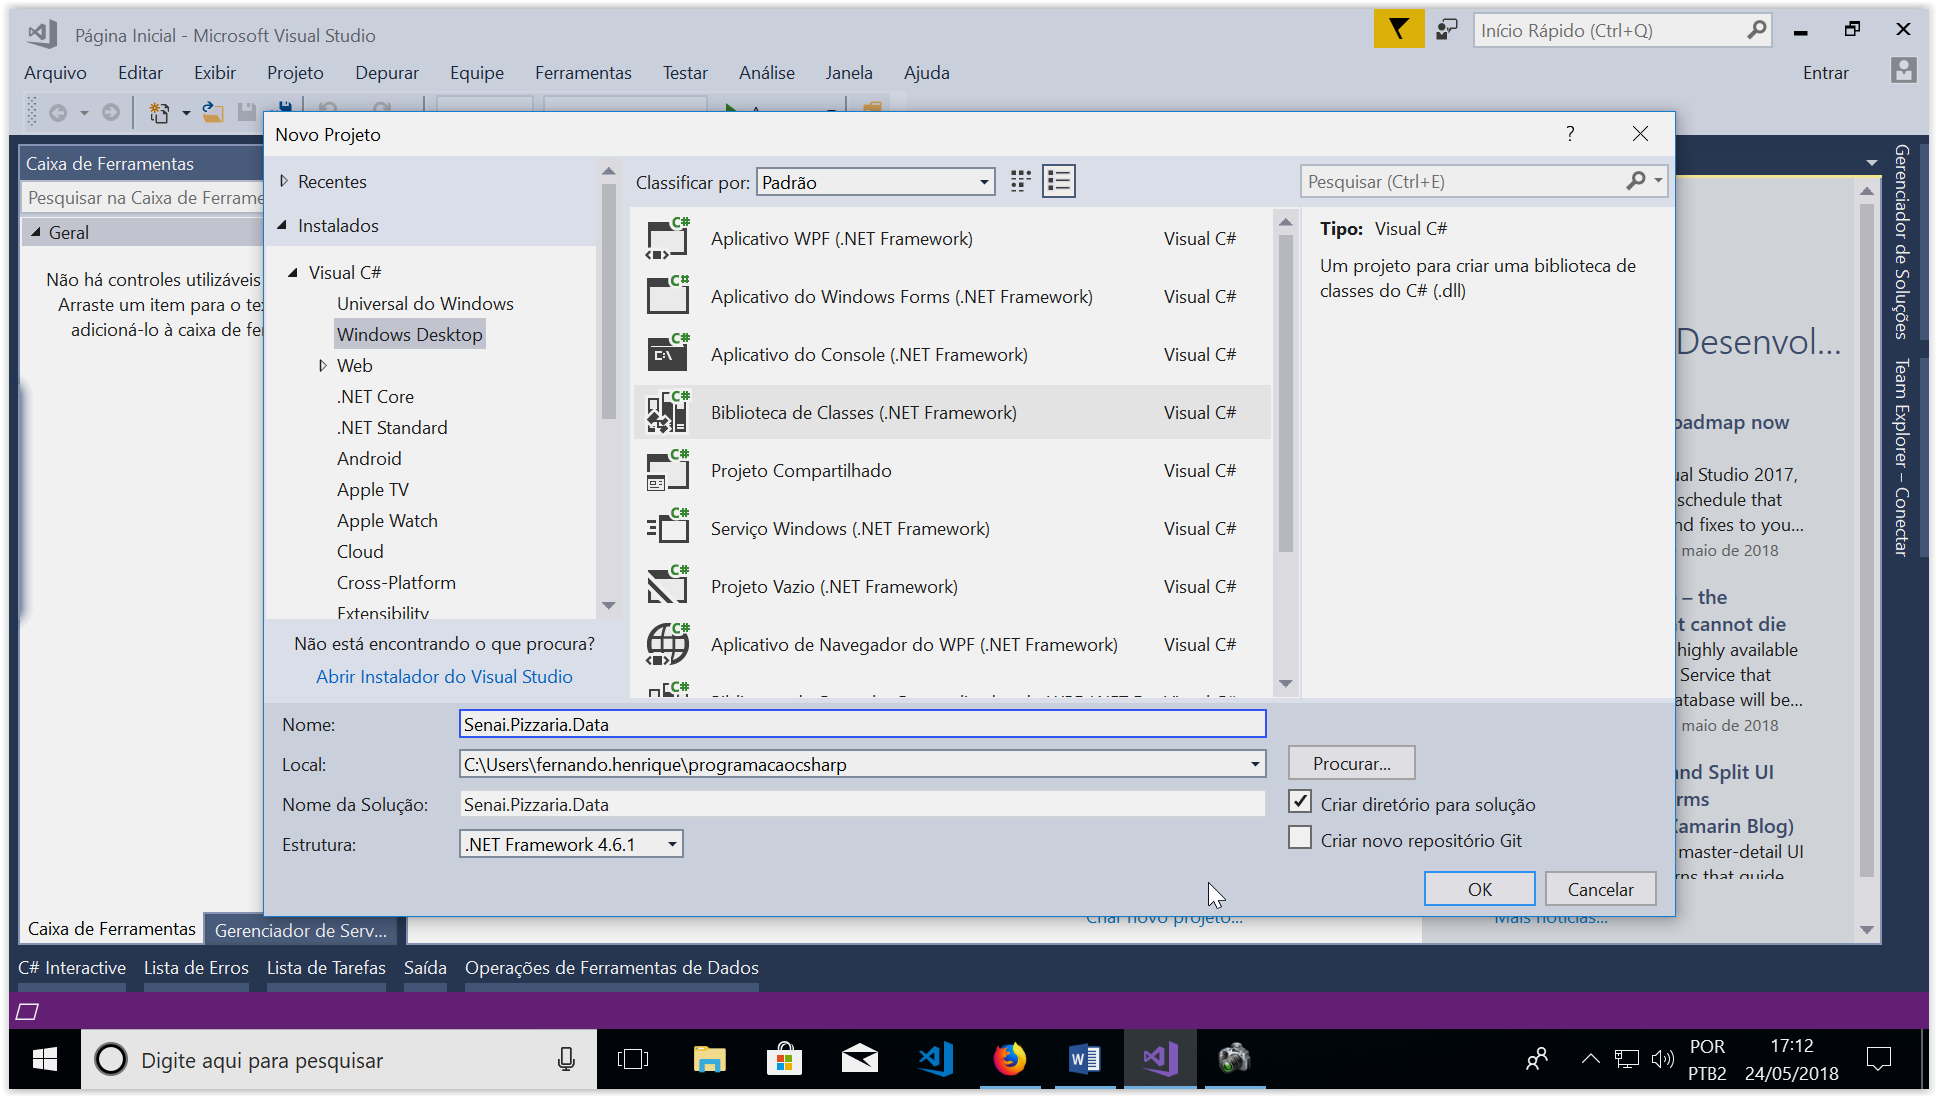 Página Inicial - Microsoft Visual Studio
Início Rápido (Ctrl+Q)
Arquivo Editar Exibir Projeto Depurar Equipe Ferramentas Testar Análise Janela Ajuda
Entrar
Novo Projeto
?
Caixa de Ferramentas
Pesquisar na Caixa de Ferrame
Geral
Não há controles utilizáveis
Arraste um item para o te
adicioná-lo à caixa de fe
Recentes
Instalados
Visual C#
Universal do Windows
Windows Desktop
Web
.NET Core
.NET Standard
Android
Apple TV
Apple Watch
Cloud
Cross-Platform
Extensibility
Não está encontrando o que procura?
Abrir Instalador do Visual Studio
Classificar por: Padrão
Pesquisar (Ctrl+E)
C# Aplicativo WPF (.NET Framework) Visual C#
C# Aplicativo do Windows Forms (.NET Framework) Visual C#
C# C:\ Aplicativo do Console (.NET Framework) Visual C#
C# Biblioteca de Classes (.NET Framework) Visual C#
C# Projeto Compartilhado Visual C#
C# Serviço Windows (.NET Framework) Visual C#
C# Projeto Vazio (.NET Framework) Visual C#
C# Aplicativo de Navegador do WPF (.NET Framework) Visual C#
C#
Tipo: Visual C#
Um projeto para criar uma biblioteca de
classes do C# (.dll)
Nome: Senai.Pizzaria.Data
Local: C:\Users\fernando.henrique\programacaocsharp
Procurar...
Nome da Solução: Senai.Pizzaria.Data
Criar diretório para solução
Estrutura: .NET Framework 4.6.1
Criar novo repositório Git
OK Cancelar
Desenvol...
oadmap now
ual Studio 2017,
schedule that
nd fixes to you...
maio de 2018
– the
t cannot die
highly available
Service that
atabase will be...
maio de 2018
nd Split UI
rms
Xamarin Blog)
master-detail UI
rns that guide
Criar novo projeto...
Mais notícias...
Gerenciador de Soluções
Team Explorer – Conectar
Caixa de Ferramentas Gerenciador de Serv...
C# Interactive Lista de Erros Lista de Tarefas Saída Operações de Ferramentas de Dados
Digite aqui para pesquisar
POR
PTB2
17:12
24/05/2018